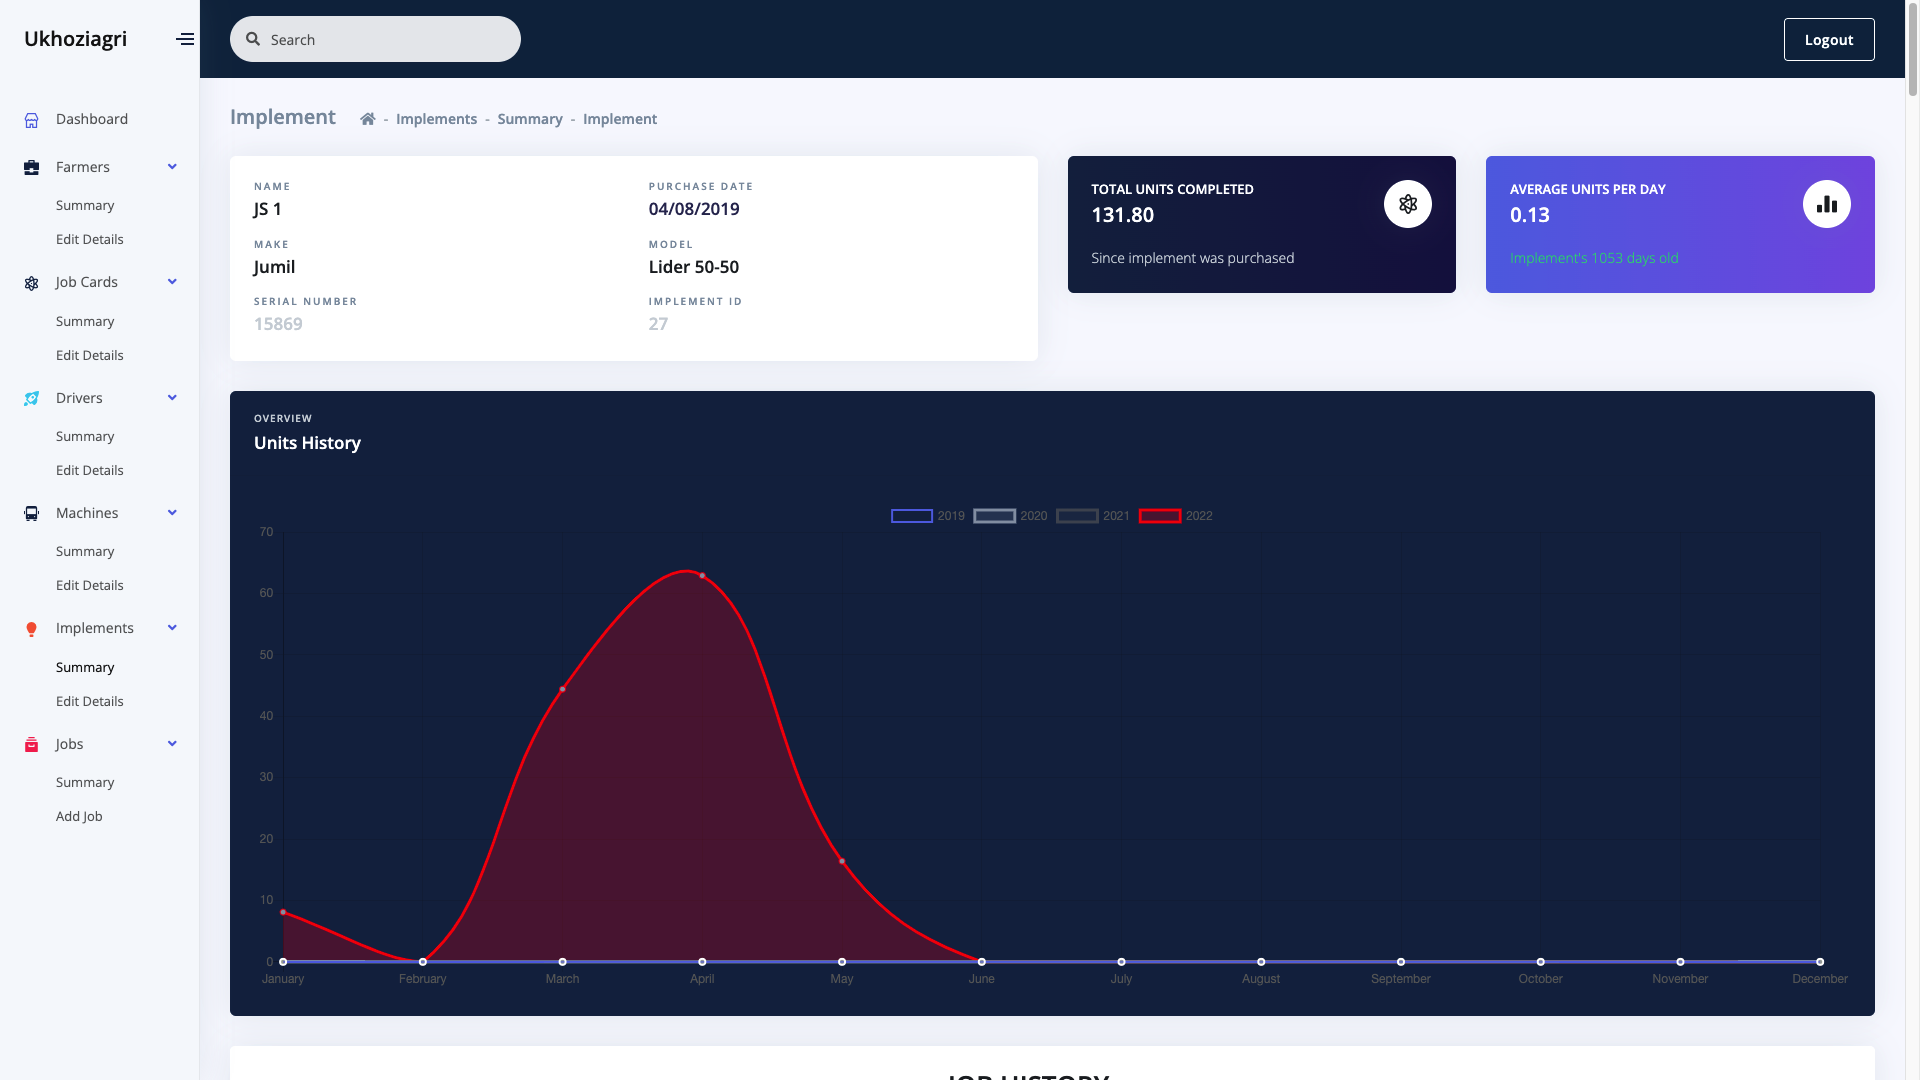 Ukhoziagri
Search
Logout
Dashboard
Farmers
Summary
Edit Details
Job Cards
Summary
Edit Details
Drivers
Summary
Edit Details
Machines
Summary
Edit Details
Implements
Summary
Edit Details
Jobs
Summary
Add Job
Implement
- Implements - Summary - Implement
NAME
JS 1
PURCHASE DATE
04/08/2019
MAKE
Jumil
MODEL
Lider 50-50
SERIAL NUMBER
15869
IMPLEMENT ID
27
TOTAL UNITS COMPLETED
131.80
Since implement was purchased
AVERAGE UNITS PER DAY
0.13
Implement's 1053 days old
OVERVIEW
Units History
2019 2020 2021 2022
70
60
50
40
30
20
10
0
January February March April May June July August September October November December
JOB HISTORY